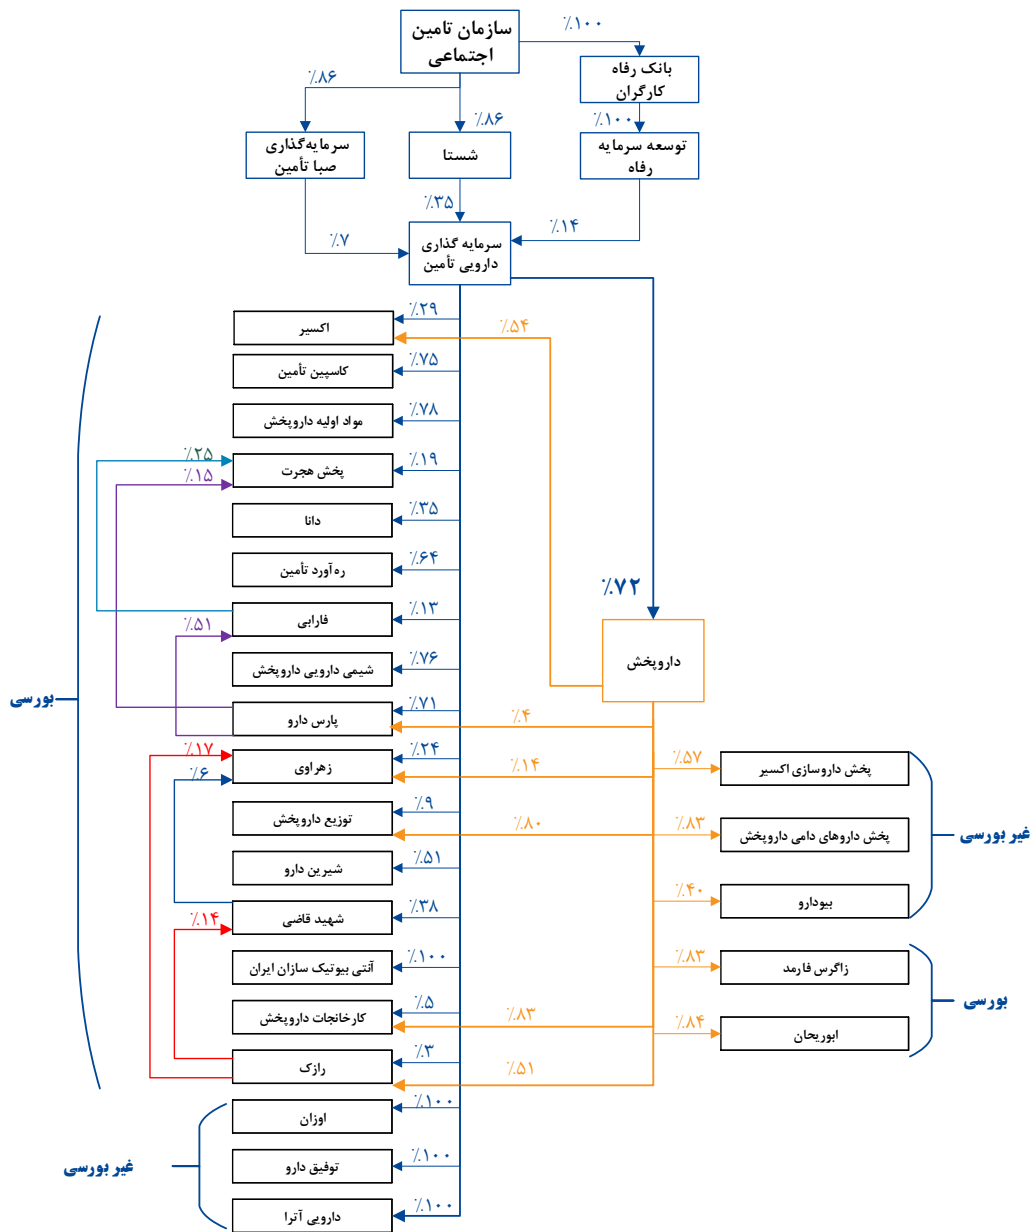 سازمان تامین
اجتماعی
٪۱۰۰
بانک رفاه
کارگران
٪۸۶
٪۸۶
٪۱۰۰
سرمایه‌گذاری
صبا تأمین
شستا
توسعه سرمایه
رفاه
٪۷
٪۳۵
٪۱۴
سرمایه گذاری
دارویی تأمین
٪۲۹
اکسیر
٪۵۴
٪۷۵
کاسپین تأمین
٪۷۸
مواد اولیه داروپخش
٪۲۵
٪۱۵
٪۱۹
پخش هجرت
٪۳۵
دانا
٪۶۴
ره آورد تأمین
٪۷۲
٪۱۳
فارابی
٪۵۱
داروپخش
٪۷۶
شیمی دارویی داروپخش
بورسی
٪۷۱
پارس دارو
٪۴
٪۱۷
٪۶
٪۲۴
زهراوی
٪۱۴
٪۹
توزیع داروپخش
٪۸۰
٪۵۱
شیرین دارو
٪۳۸
شهید قاضی
٪۱۴
٪۱۰۰
آنتی بیوتیک سازان ایران
٪۵
کارخانجات داروپخش
٪۸۳
٪۳
رازک
٪۵۱
٪۵۷
پخش داروسازی اکسیر
٪۸۳
پخش داروهای دامی داروپخش
غیر بورسی
٪۴۰
بیودارو
٪۸۳
زاگرس فارمد
بورسی
٪۸۴
ابوریحان
٪۱۰۰
اوزان
٪۱۰۰
توفیق دارو
غیر بورسی
٪۱۰۰
دارویی آترا